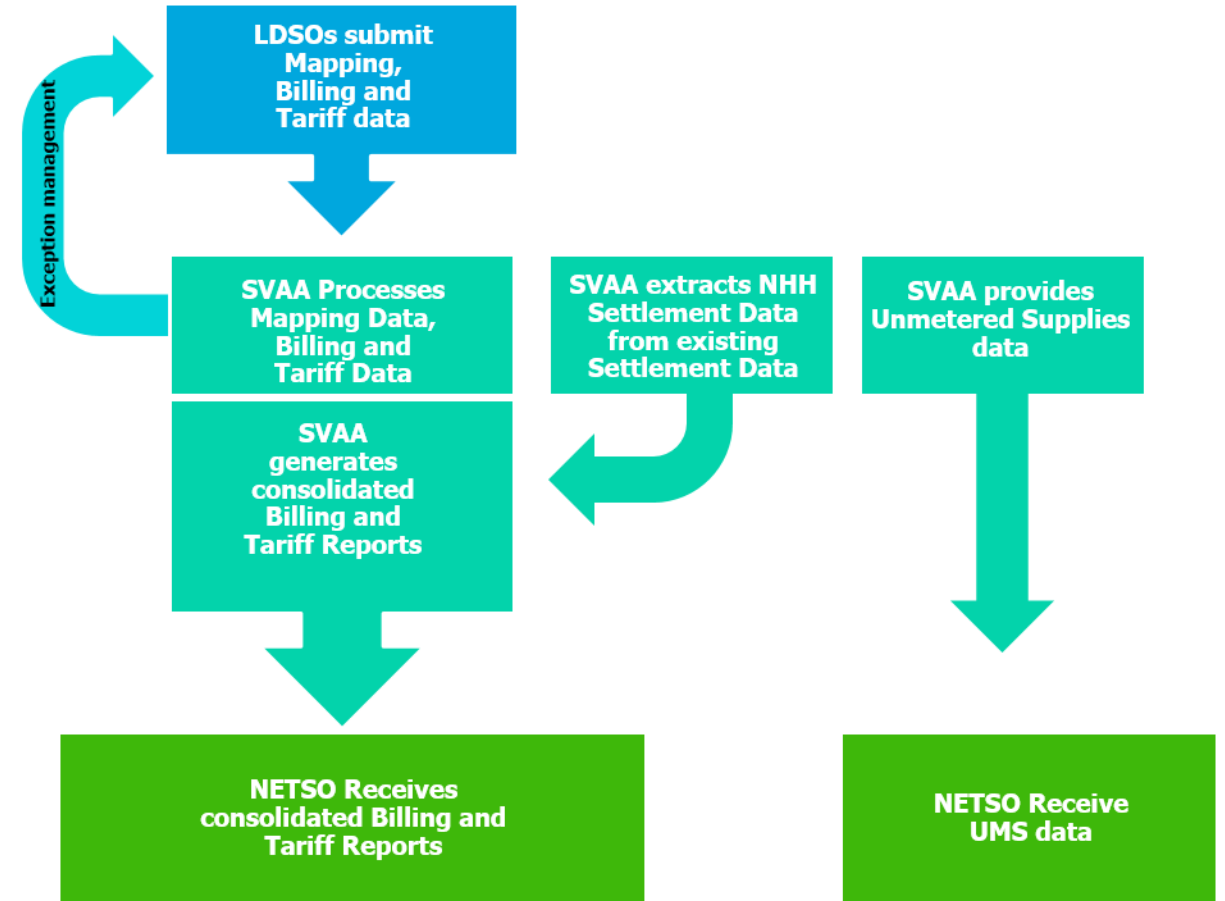 LDSOs submit
Mapping,
Billing and
Tariff data
Exception management
SVAA Processes
Mapping Data,
Billing and
Tariff Data
SVAA extracts NHH
Settlement Data
from existing
Settlement Data
SVAA provides
Unmetered Supplies
data
SVAA
generates
consolidated
Billing and
Tariff Reports
NETSO Receives
consolidated Billing and
Tariff Reports
NETSO Receive
UMS data